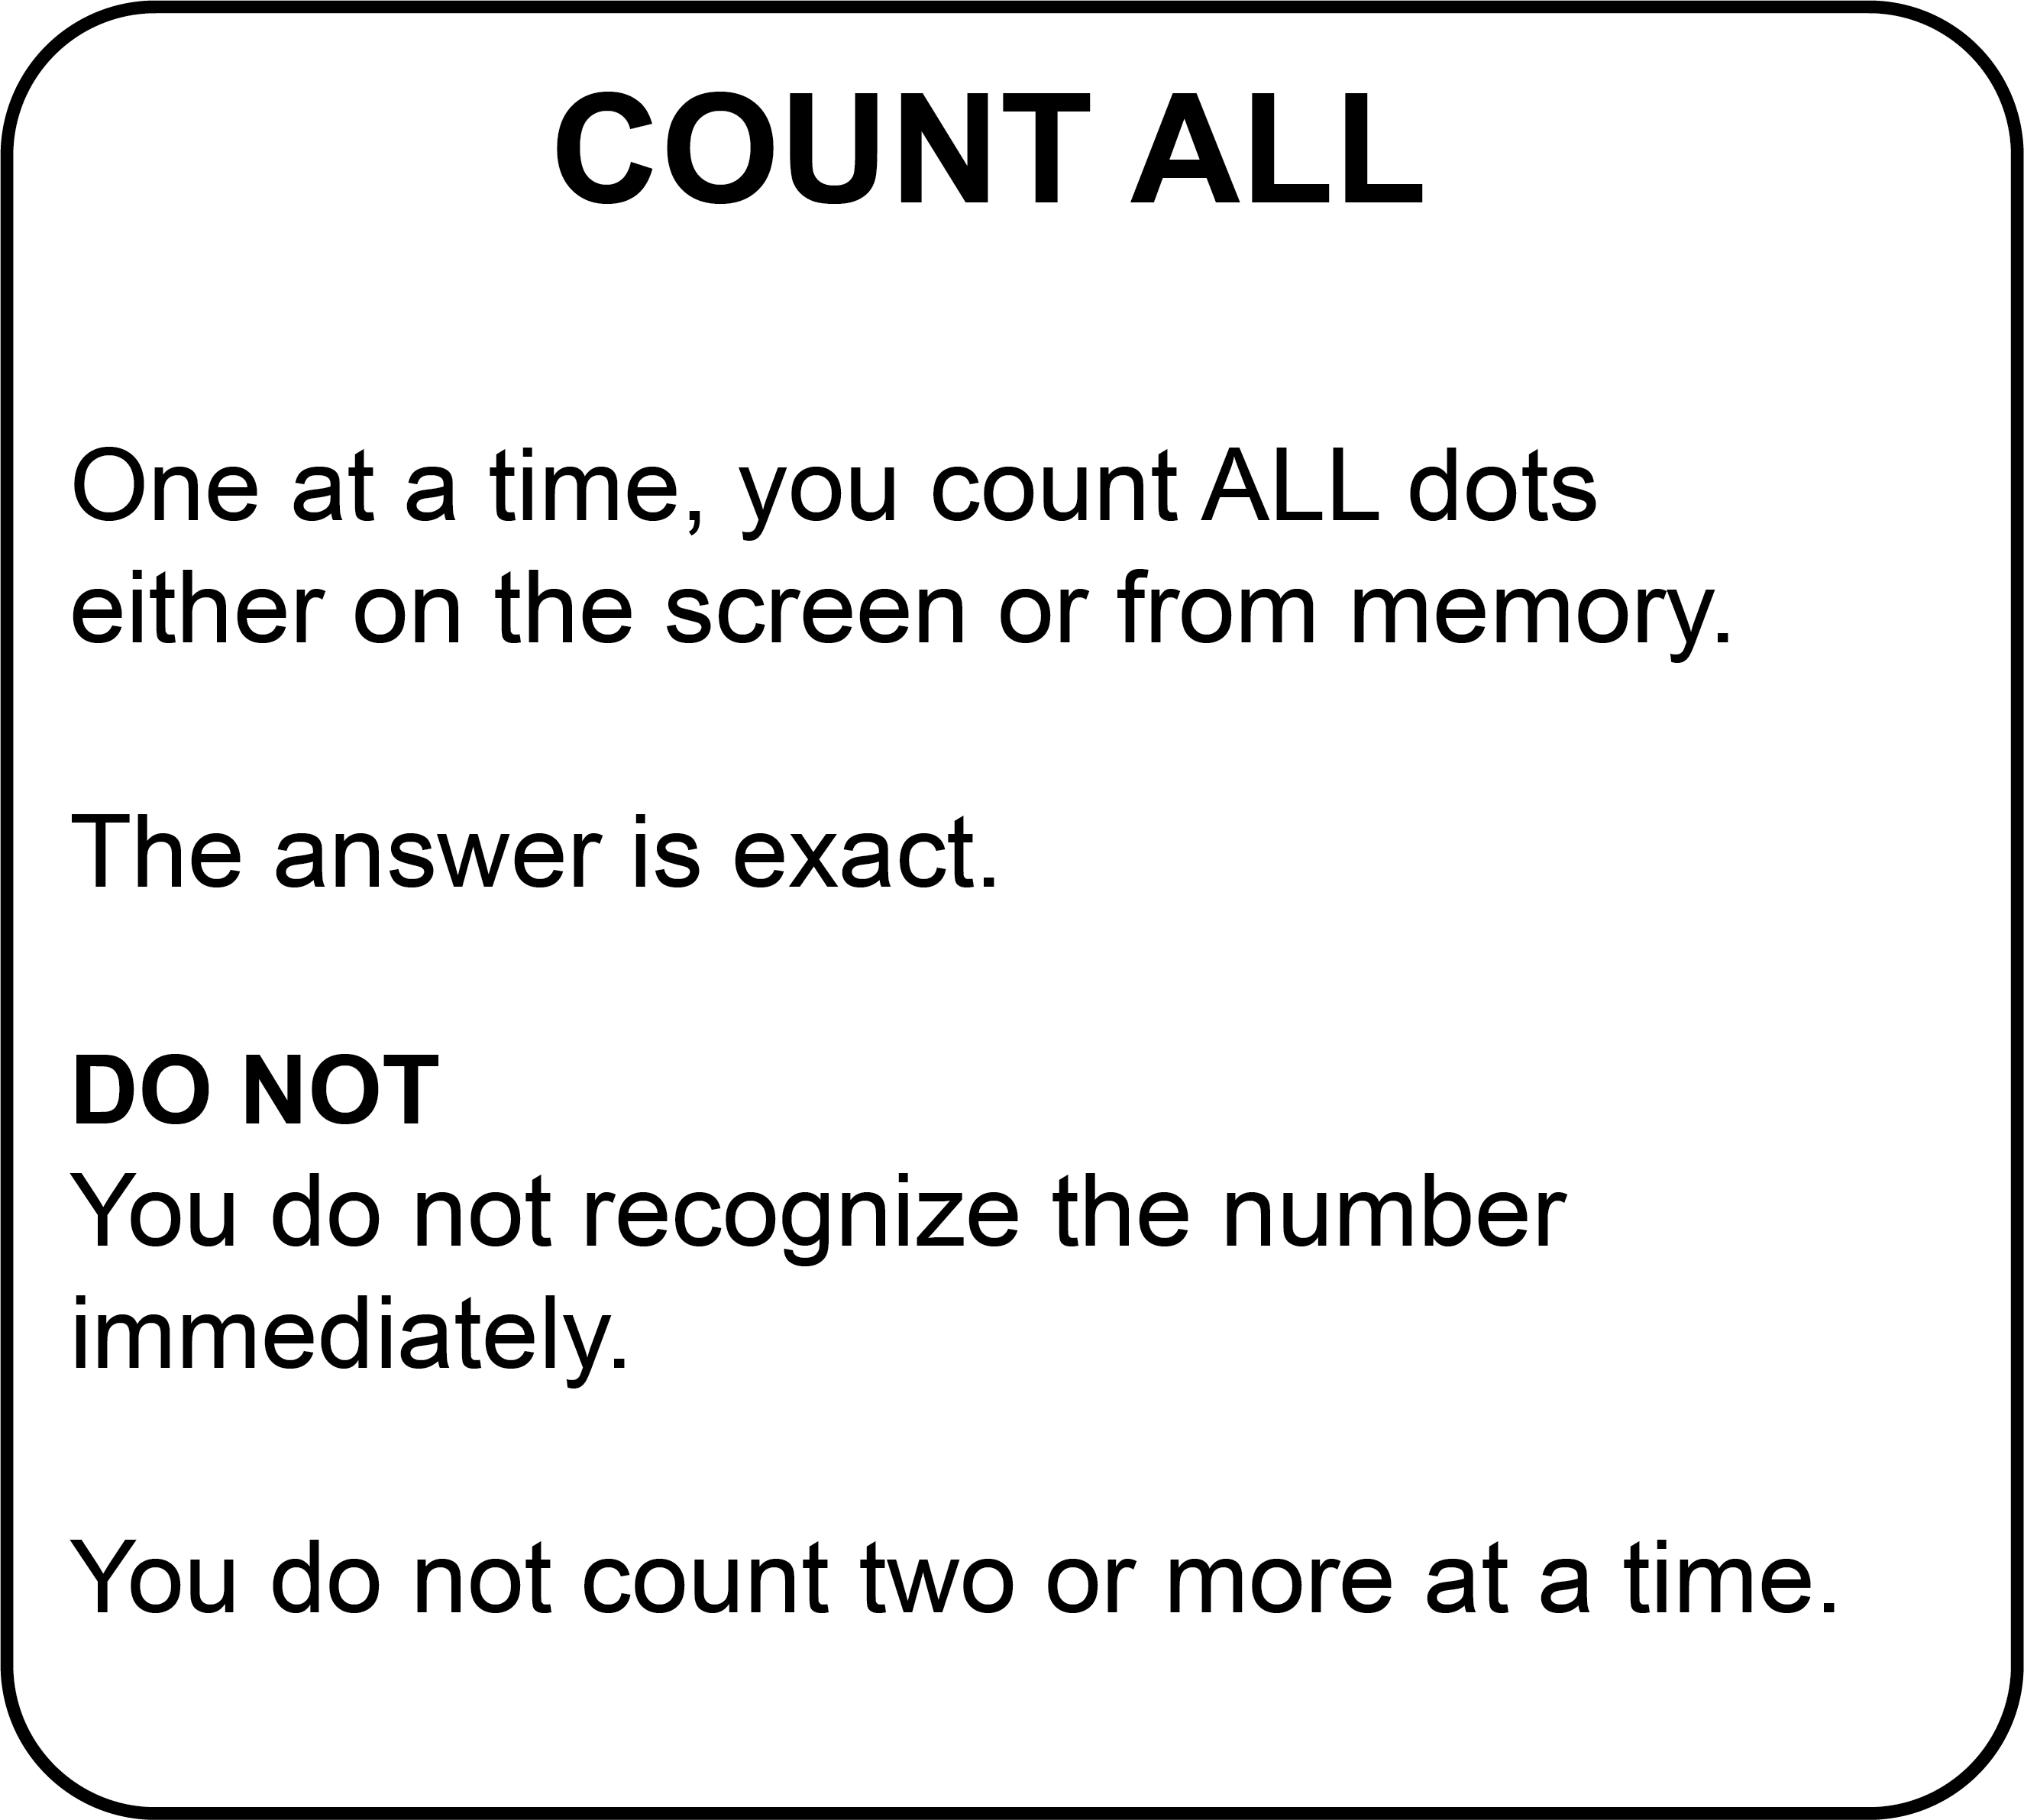 COUNT ALL
One at a time, you count ALL dots
either on the screen or from memory.
The answer is exact.
DO NOT
You do not recognize the number
immediately.
You do not count two or more at a time.